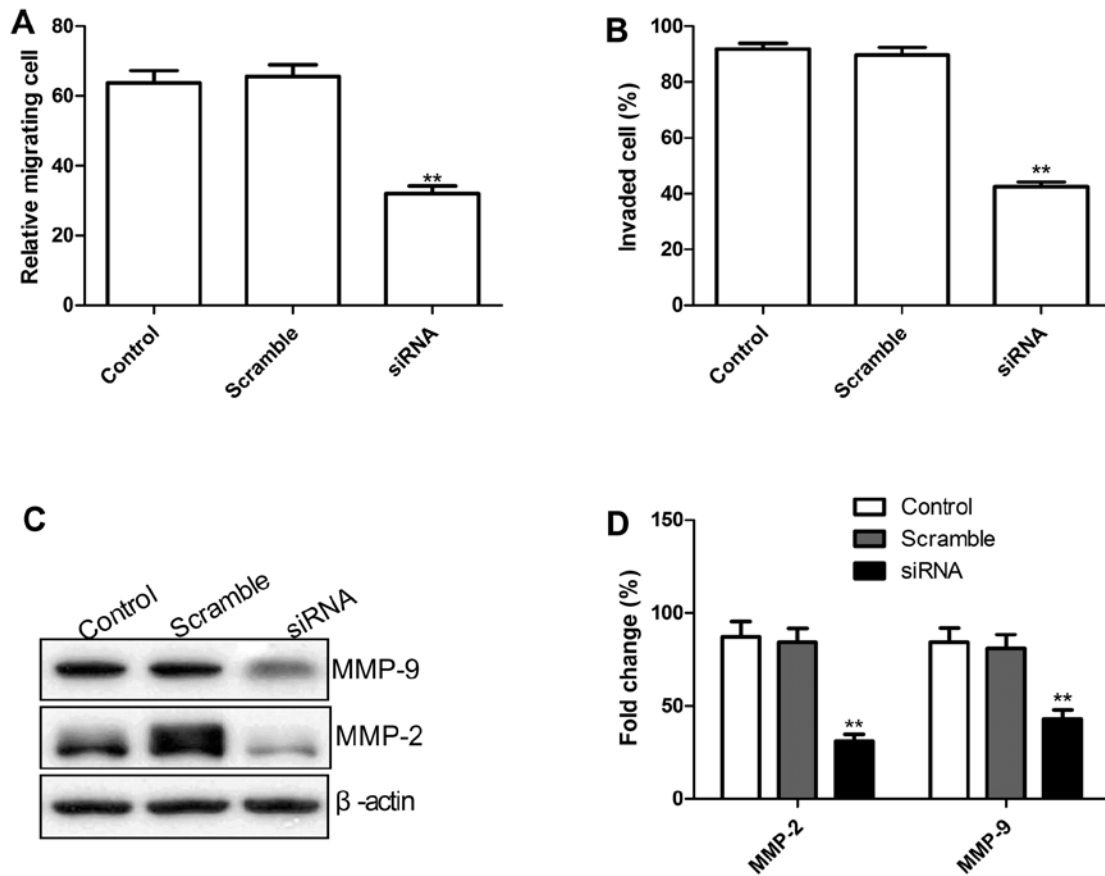 A
Relative migrating cell
80
60
40
20
0
**
Control
Scramble
siRNA
B
Invaded cell (%)
100
80
60
40
20
0
**
Control
Scramble
siRNA
C
Control
Scramble
siRNA
MMP-9
MMP-2
β -actin
D
Control
Scramble
siRNA
Fold change (%)
150
100
50
0
**
**
MMP-2
MMP-9